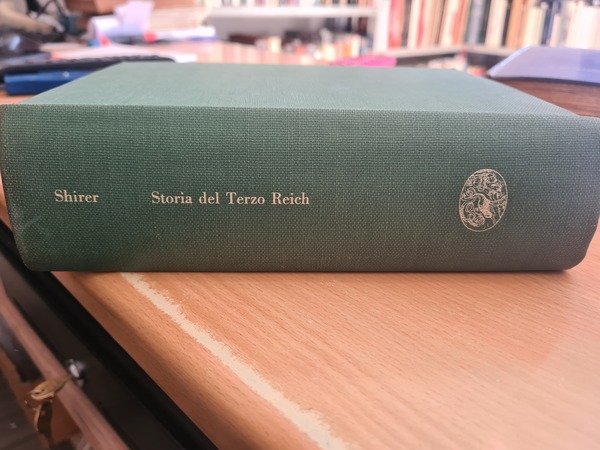 Shirer
Storia del Terzo Reich